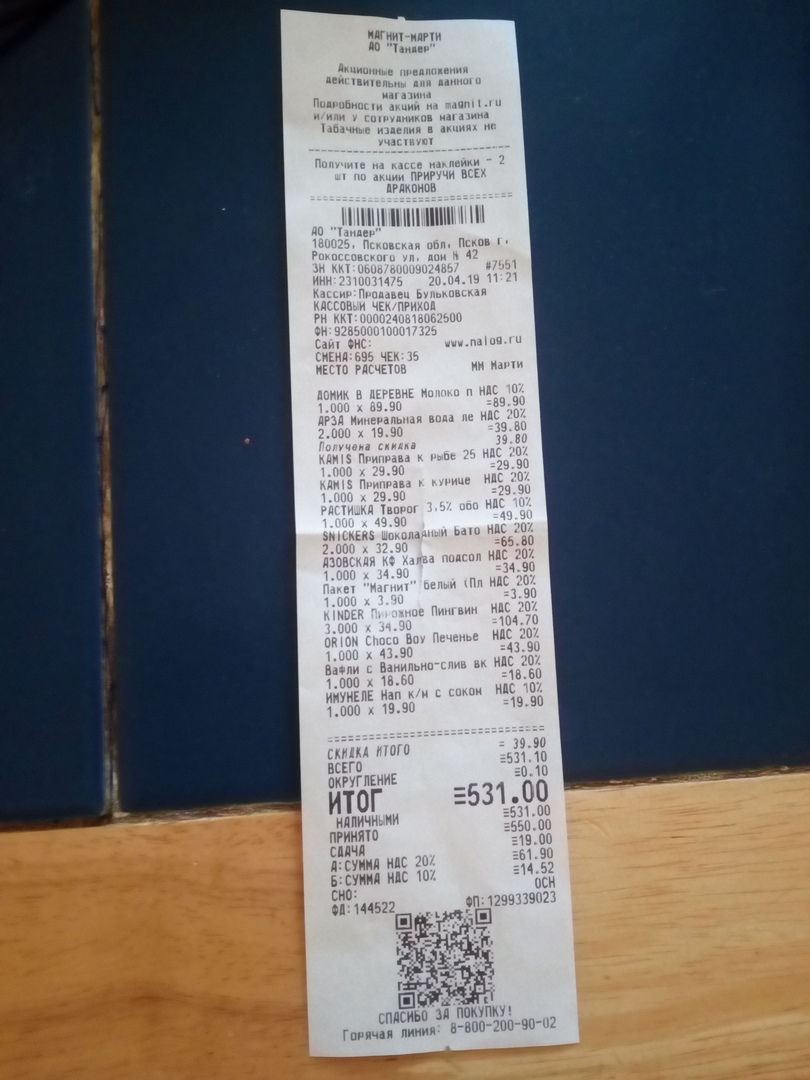 МАГНИТ-МАРТИ
АО "Тандер"
Акционные предложения
действительны для данного
магазина
Подробности акций на magnit.ru
и/или у сотрудников магазина
Табачные изделия в акциях не
участвуют
Получите на кассе наклейки - 2
шт по акции ПРИРУЧИ ВСЕХ
ДРАКОНОВ
АО "Тандер"
180025, Псковская обл, Псков г,
Рокоссовского ул, дом N 42
ЗН ККТ:0608780009024857 #7551
ИНН:2310031475 20.04.19 11:21
Кассир:Продавец Бульковская
КАССОВЫЙ ЧЕК/ПРИХОД
РН ККТ:0000240818062500
ФН:9285000100017325
Сайт ФНС: www.nalog.ru
СМЕНА:695 ЧЕК:35
МЕСТО РАСЧЕТОВ ММ Марти
ДОМИК В ДЕРЕВНЕ Молоко п НДС 10%
1.000 x 89.90 =89.90
АРЗА Минеральная вода ле НДС 20%
2.000 x 19.90 =39.80
Получена скидка 39.80
KAMIS Приправа к рыбе 25 НДС 20%
1.000 x 29.90 =29.90
KAMIS Приправа к курице НДС 20%
1.000 x 29.90 =29.90
РАСТИШКА Творог 3,5% обо НДС 10%
1.000 x 49.90 =49.90
SNICKERS Шоколадный Бато НДС 20%
2.000 x 32.90 =65.80
АЗОВСКАЯ КФ Халва подсол НДС 20%
1.000 x 34.90 =34.90
Пакет "Магнит" белый (Пл НДС 20%
1.000 x 3.90 =3.90
KINDER Пирожное Пингвин НДС 20%
3.000 x 34.90 =104.70
ORION Choco Boy Печенье НДС 20%
1.000 x 43.90 =43.90
Вафли с Ванильно-слив вк НДС 20%
1.000 x 18.60 =18.60
ИМУНЕЛЕ Нап к/м с соком НДС 10%
1.000 x 19.90 =19.90
СКИДКА ИТОГО = 39.90
ВСЕГО ≡531.10
ОКРУГЛЕНИЕ ≡0.10
ИТОГ ≡531.00
НАЛИЧНЫМИ ≡531.00
ПРИНЯТО ≡550.00
СДАЧА ≡19.00
А:СУММА НДС 20% ≡61.90
Б:СУММА НДС 10% ≡14.52
СНО: ОСН
ФД:144522 ФП:1299339023
СПАСИБО ЗА ПОКУПКУ!
Горячая линия: 8-800-200-90-02